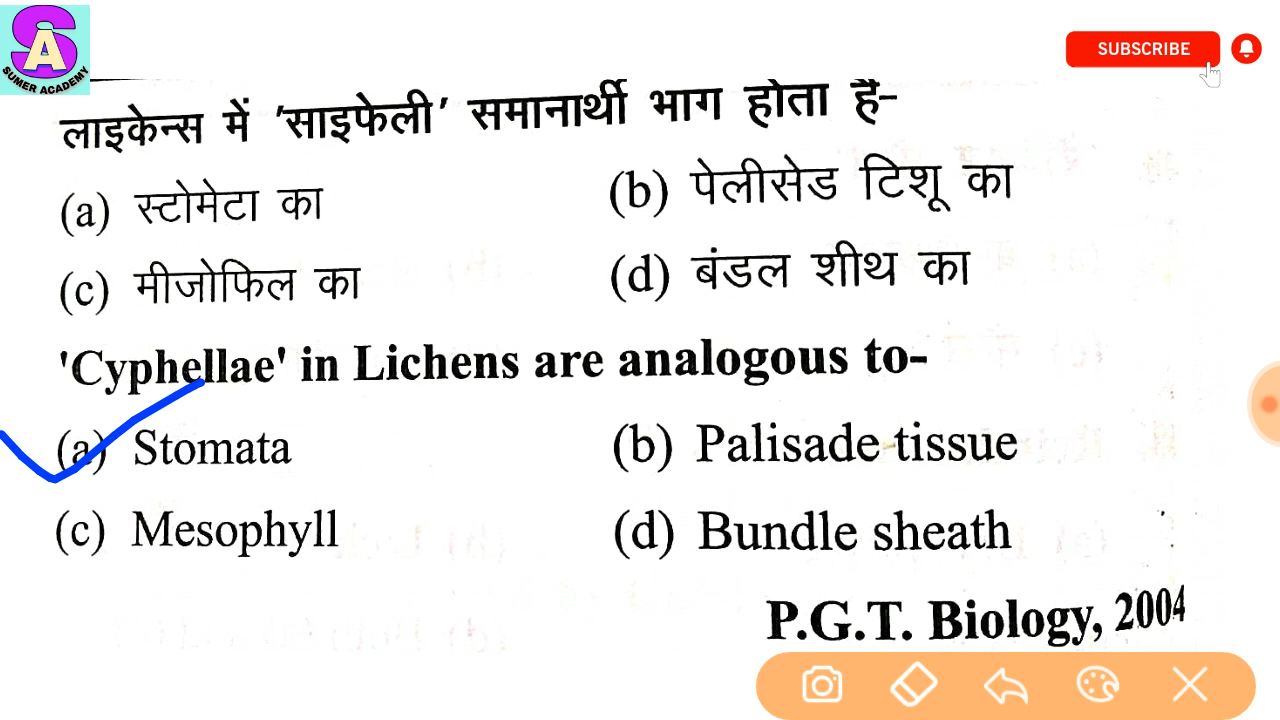 SA
SUMER ACADEMY
SUBSCRIBE
लाइकेन्स में 'साइफेली' समानार्थी भाग होता है-
(a) स्टोमेटा का (b) पेलीसेड टिशू का
(c) मीजोफिल का (d) बंडल शीथ का
'Cyphellae' in Lichens are analogous to-
(a) Stomata (b) Palisade tissue
(c) Mesophyll (d) Bundle sheath
P.G.T. Biology, 2004